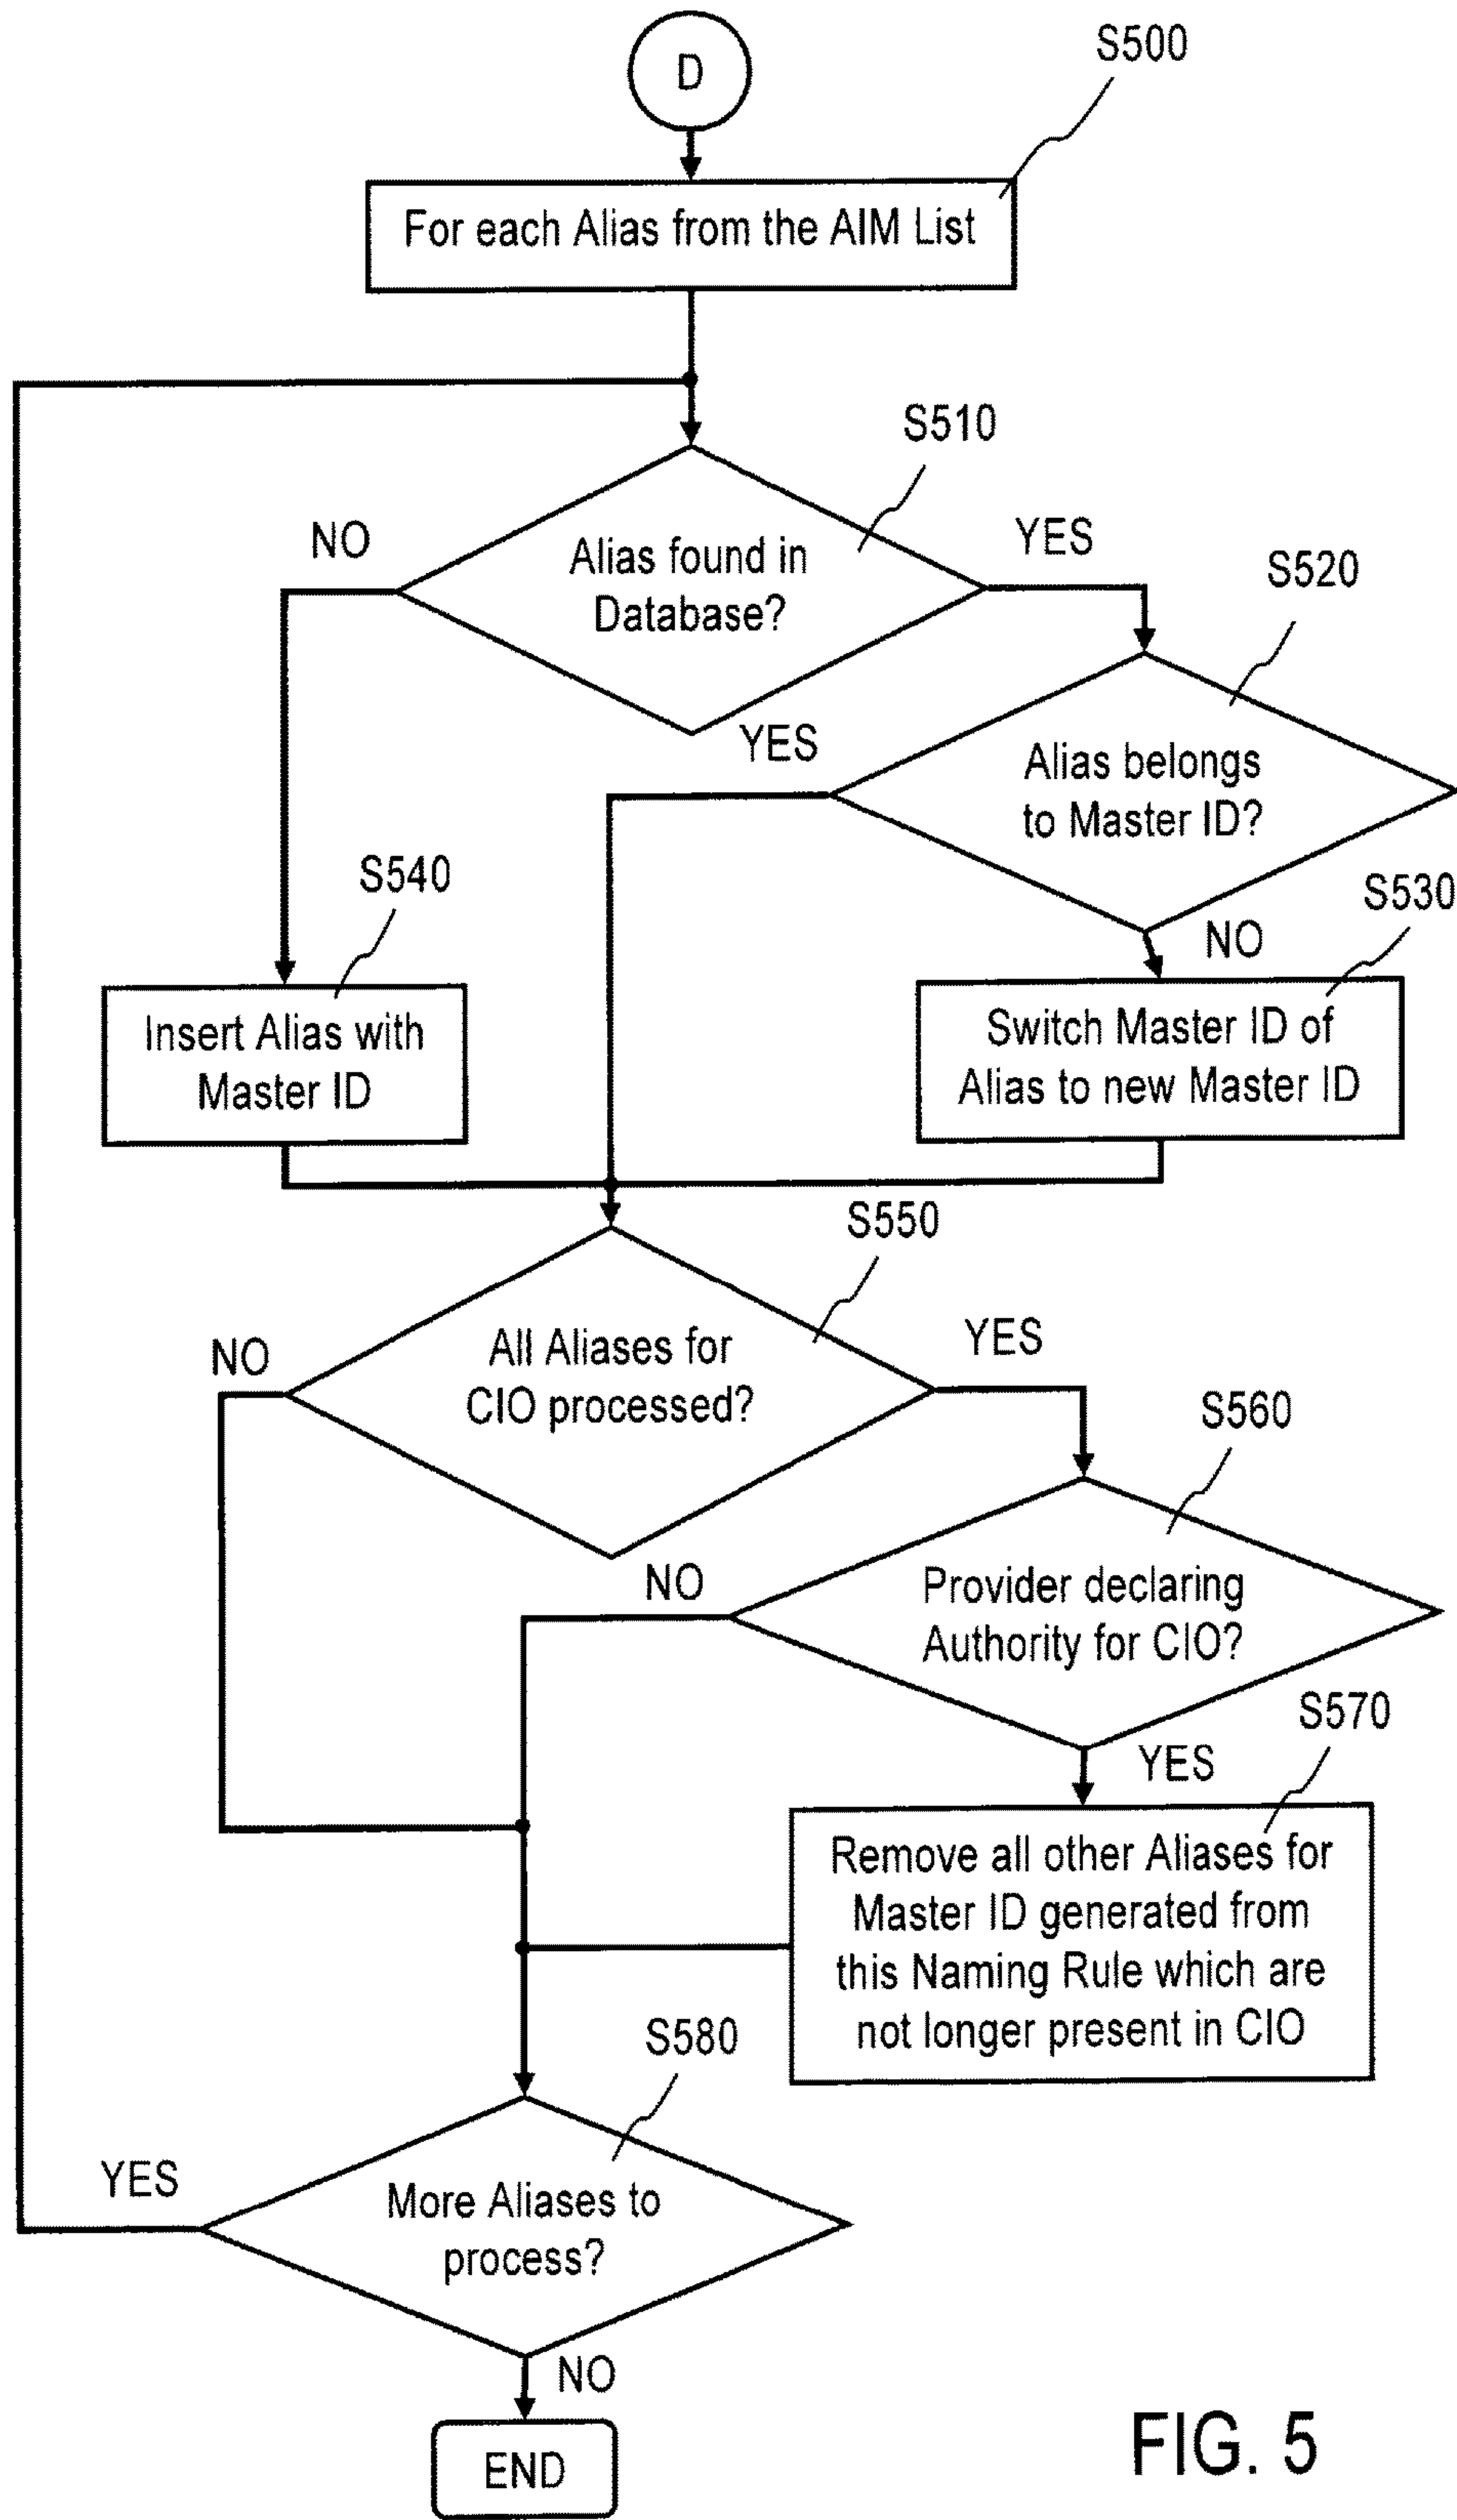 D
S500
For each Alias from the AIM List
S510
NO
YES
Alias found in
Database?
S520
YES
Alias belongs
to Master ID?
S540
S530
NO
Insert Alias with
Master ID
Switch Master ID of
Alias to new Master ID
S550
NO
YES
All Aliases for
CIO processed?
S560
NO
Provider declaring
Authority for CIO?
S570
YES
Remove all other Aliases for
Master ID generated from
this Naming Rule which are
not longer present in CIO
S580
YES
More Aliases to
process?
NO
END
FIG. 5